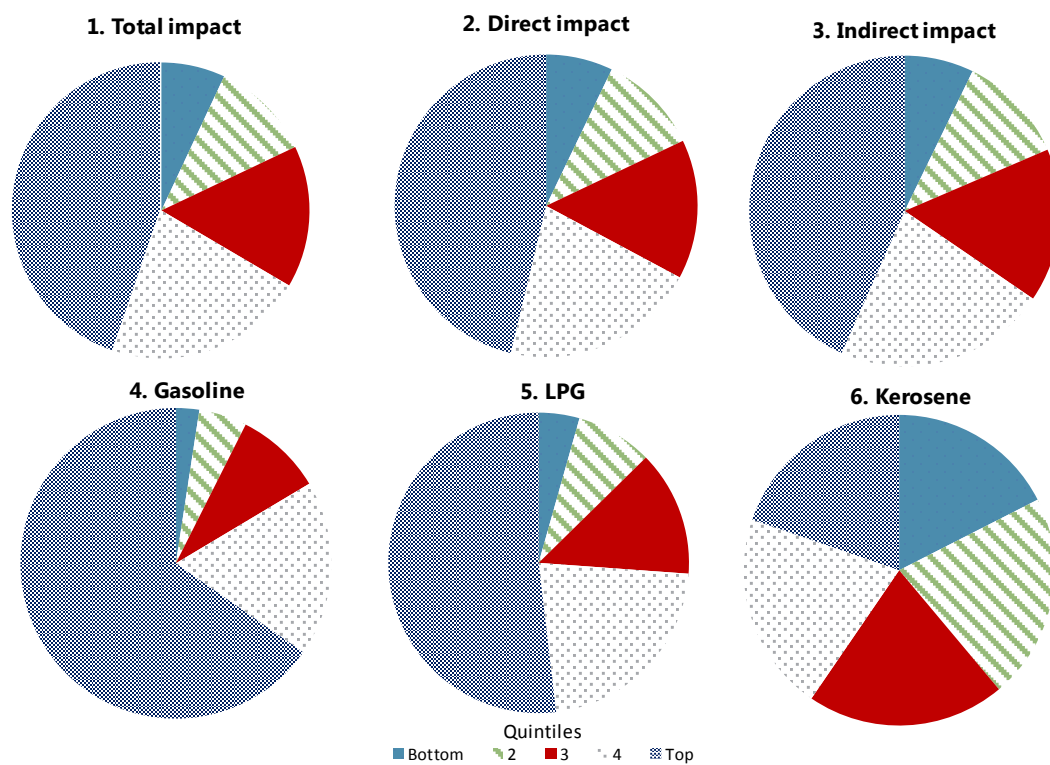 1. Total impact
2. Direct impact
3. Indirect impact
4. Gasoline
5. LPG
6. Kerosene
Quintiles
Bottom 2 3 4 Top